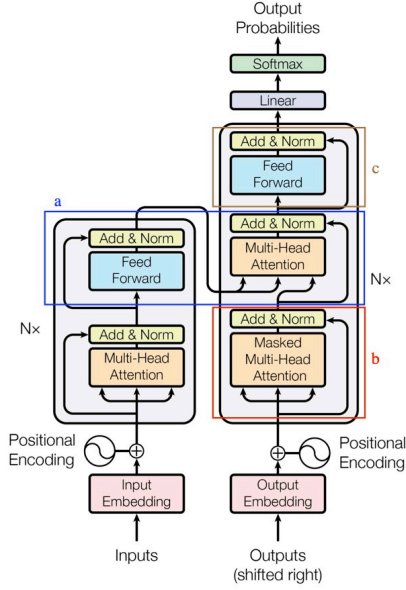 Output
Probabilities
Softmax
Linear
Add & Norm
Feed
Forward
c
a
Add & Norm
Multi-Head
Attention
Add & Norm
Feed
Forward
N×
N×
Add & Norm
Masked
Multi-Head
Attention
b
Add & Norm
Multi-Head
Attention
Positional
Encoding
Positional
Encoding
Input
Embedding
Output
Embedding
Inputs
Outputs
(shifted right)